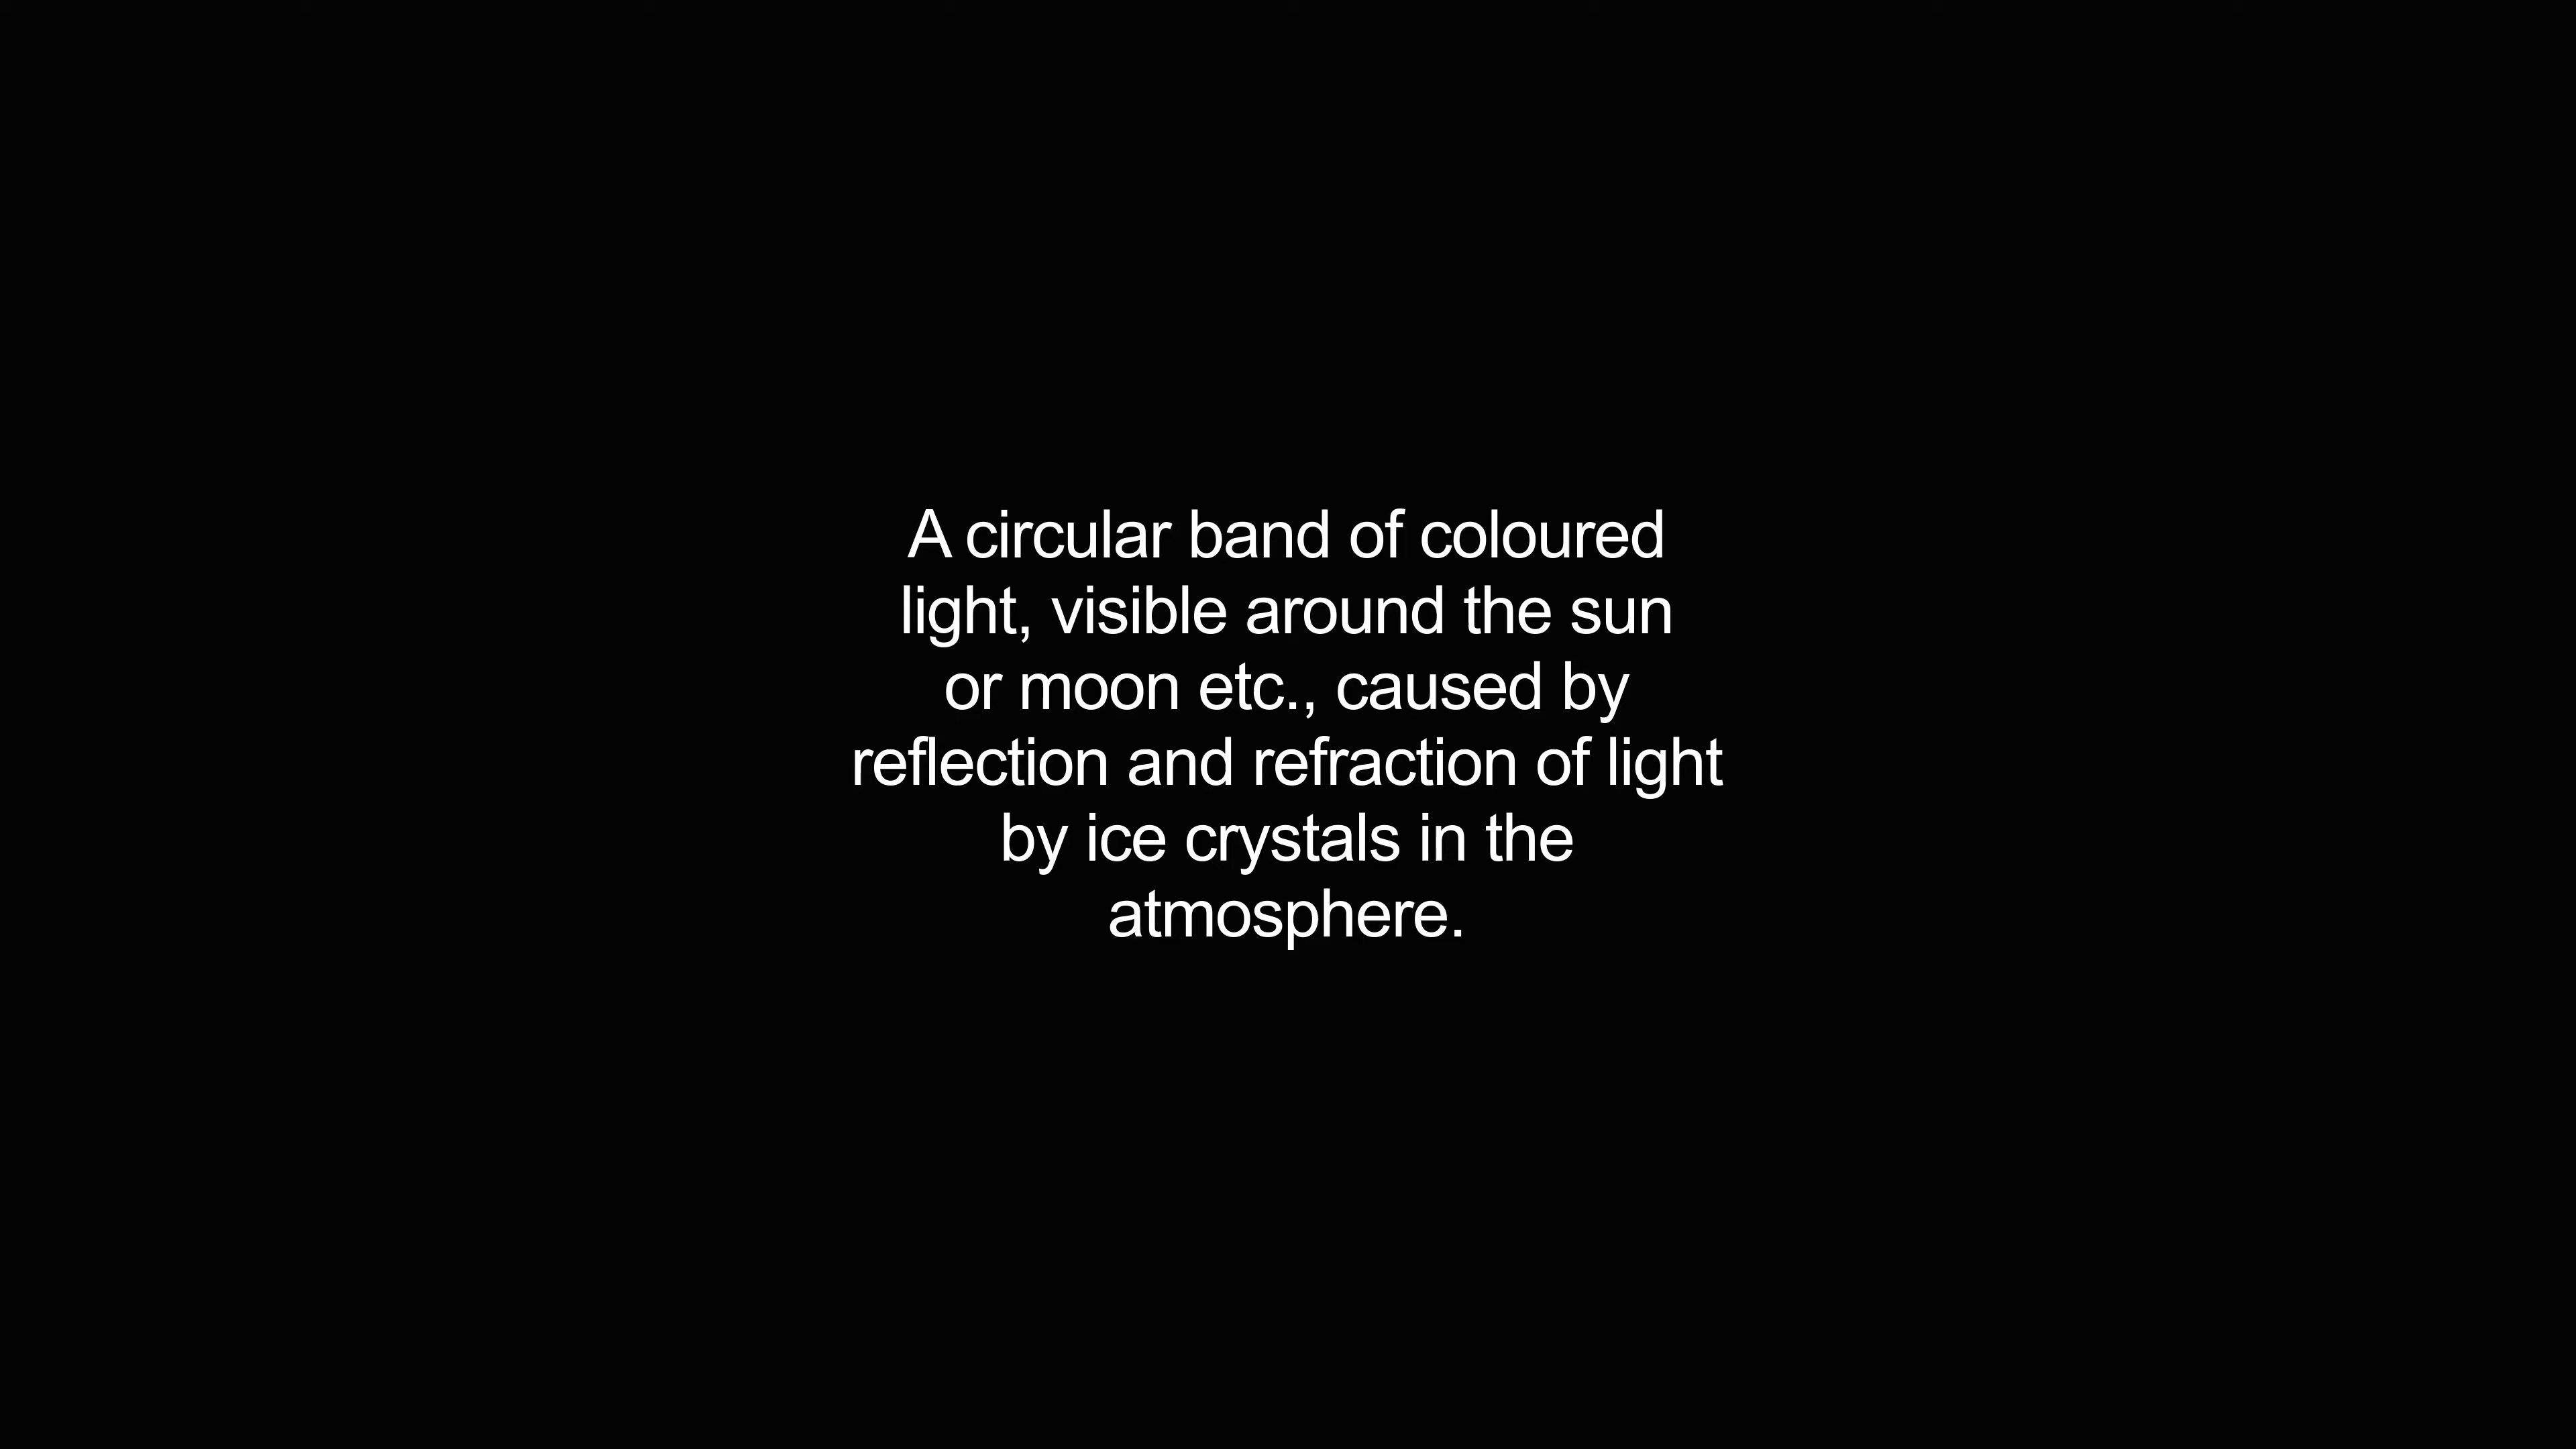 A circular band of coloured
light, visible around the sun
or moon etc., caused by
reflection and refraction of light
by ice crystals in the
atmosphere.